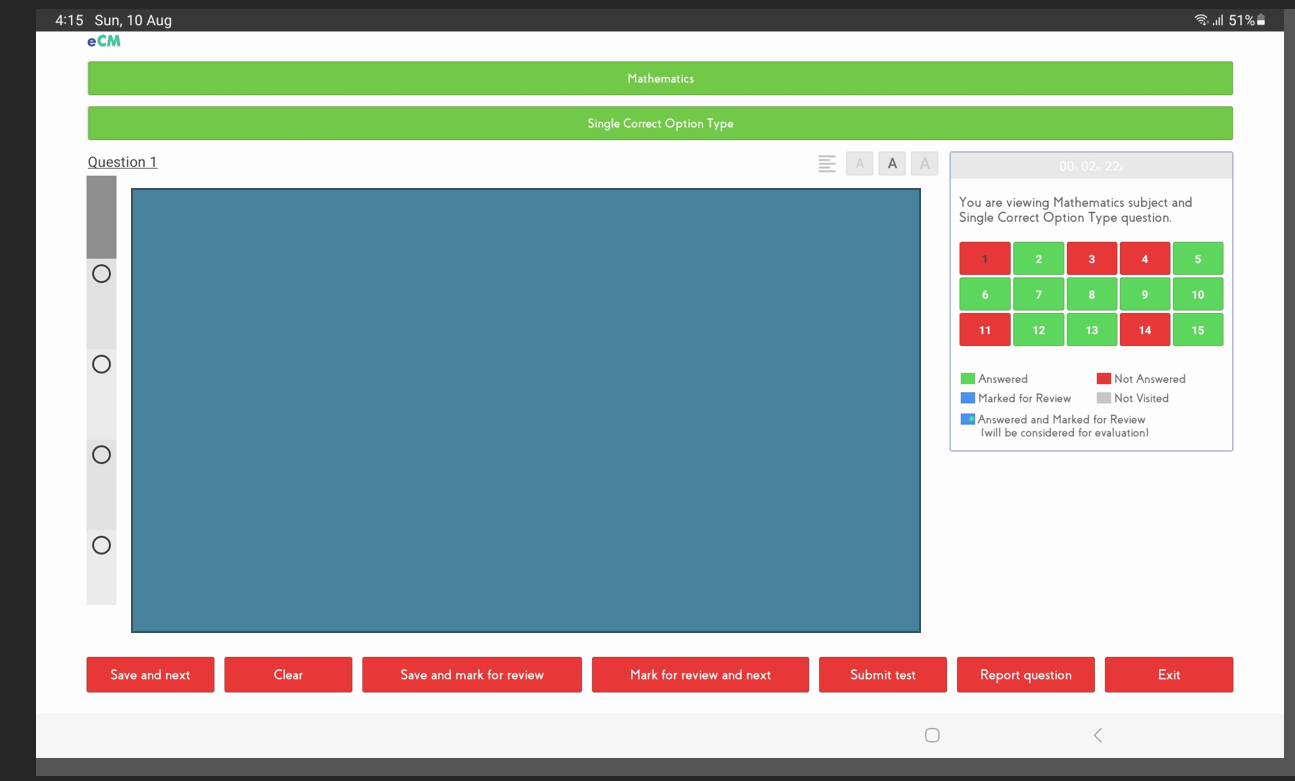 4:15 Sun, 10 Aug
51%
eCM
Mathematics
Single Correct Option Type
Question 1
A A A
00h 02m 22s
You are viewing Mathematics subject and
Single Correct Option Type question.
1 2 3 4 5
6 7 8 9 10
11 12 13 14 15
Answered Not Answered
Marked for Review Not Visited
Answered and Marked for Review
(will be considered for evaluation)
Save and next Clear Save and mark for review Mark for review and next Submit test Report question Exit